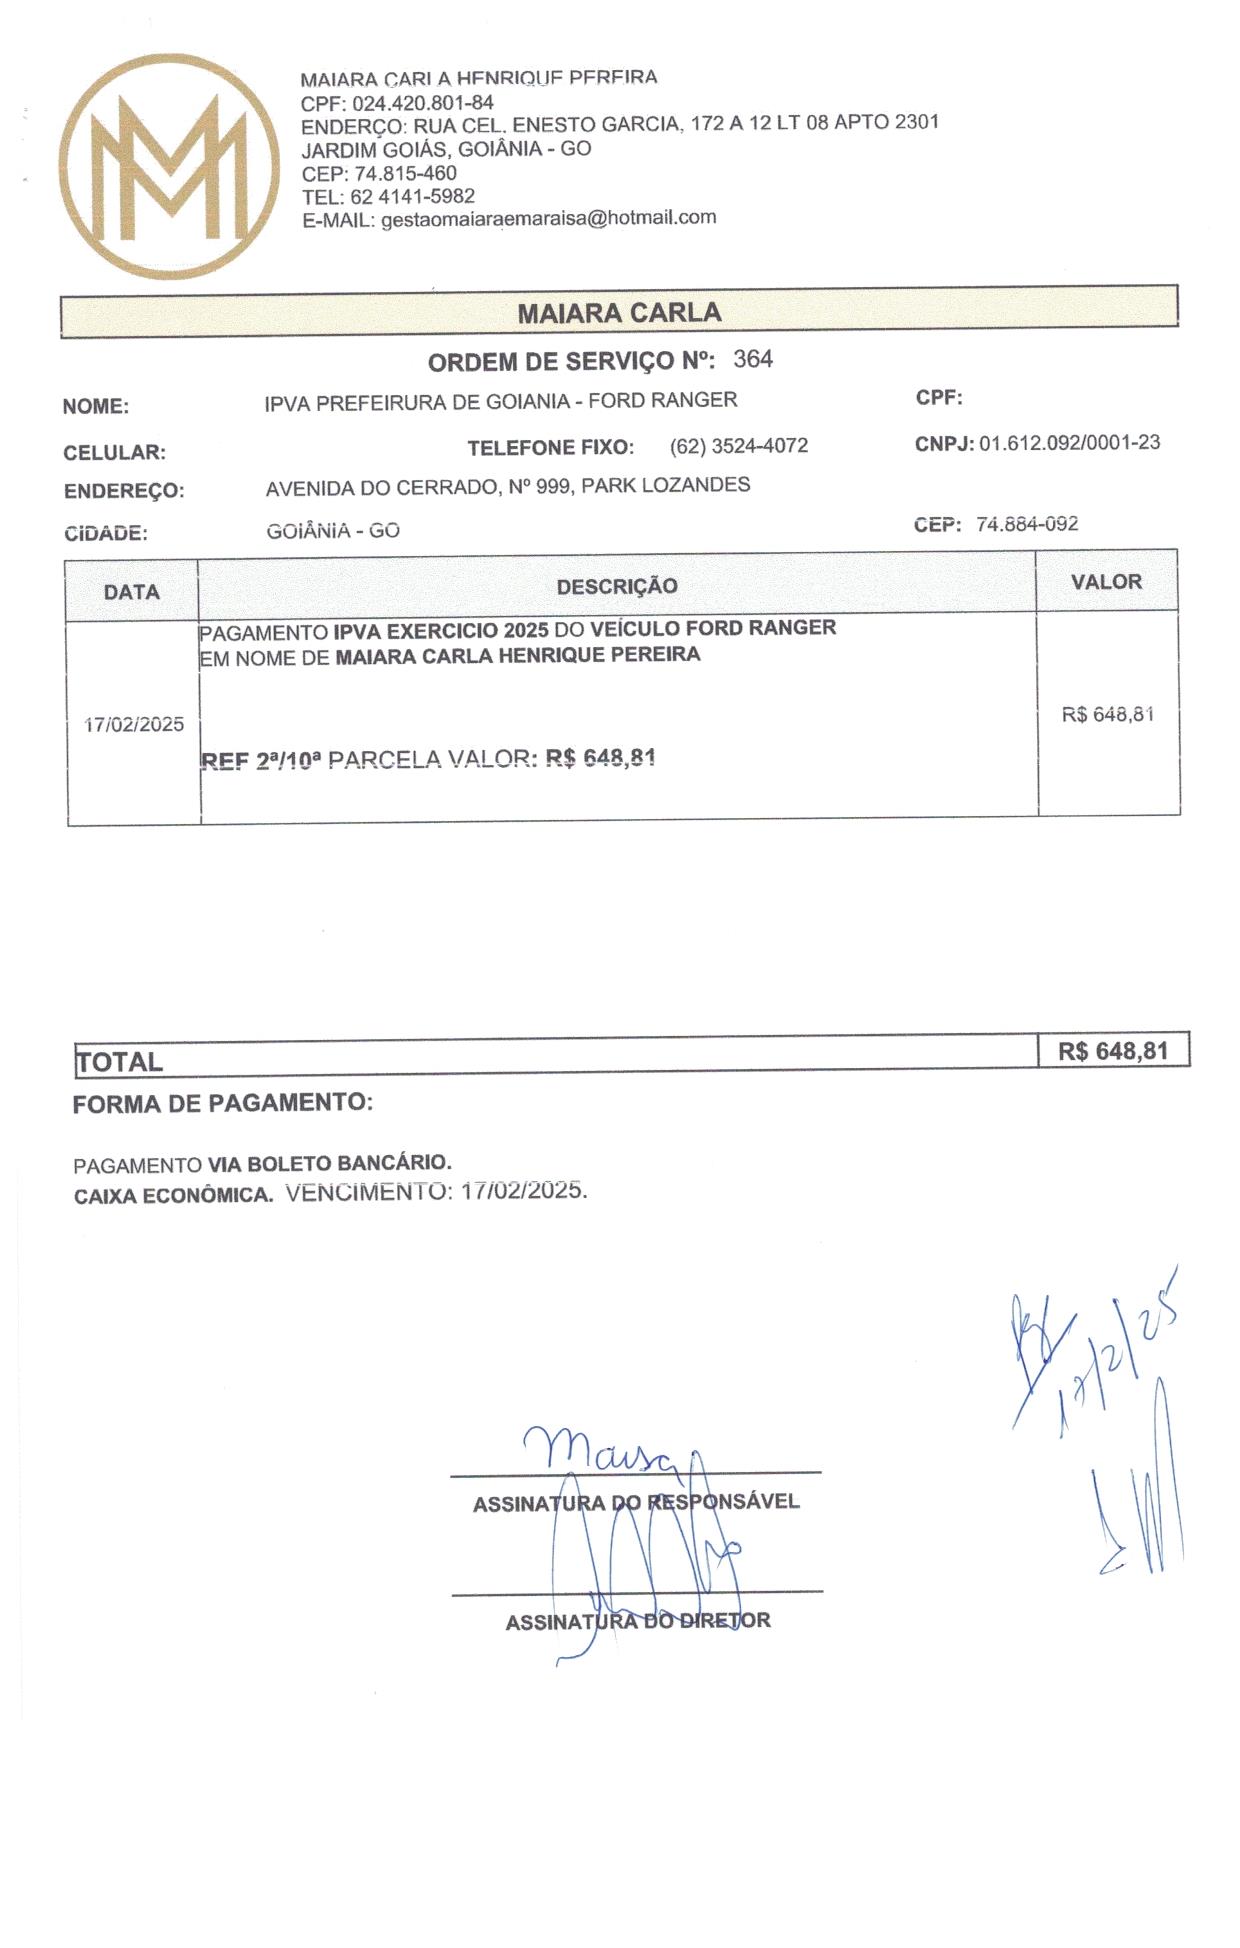 MAIARA CARLA HENRIQUE PEREIRA
CPF: 024.420.801-84
ENDERÇO: RUA CEL. ENESTO GARCIA, 172 A 12 LT 08 APTO 2301
JARDIM GOIÁS, GOIÂNIA - GO
CEP: 74.815-460
TEL: 62 4141-5982
E-MAIL: gestaomaiaraemaraisa@hotmail.com
MAIARA CARLA
ORDEM DE SERVIÇO Nº: 364
NOME: IPVA PREFEIRURA DE GOIANIA - FORD RANGER CPF:
CELULAR: TELEFONE FIXO: (62) 3524-4072 CNPJ: 01.612.092/0001-23
ENDEREÇO: AVENIDA DO CERRADO, Nº 999, PARK LOZANDES
CIDADE: GOIÂNIA - GO CEP: 74.884-092
DATA DESCRIÇÃO VALOR
PAGAMENTO IPVA EXERCICIO 2025 DO VEÍCULO FORD RANGER
EM NOME DE MAIARA CARLA HENRIQUE PEREIRA
17/02/2025 R$ 648,81
REF 2ª/10ª PARCELA VALOR: R$ 648,81
TOTAL R$ 648,81
FORMA DE PAGAMENTO:
PAGAMENTO VIA BOLETO BANCÁRIO.
CAIXA ECONÔMICA. VENCIMENTO: 17/02/2025.
17/2/25
Maisa
ASSINATURA DO RESPONSÁVEL
ASSINATURA DO DIRETOR